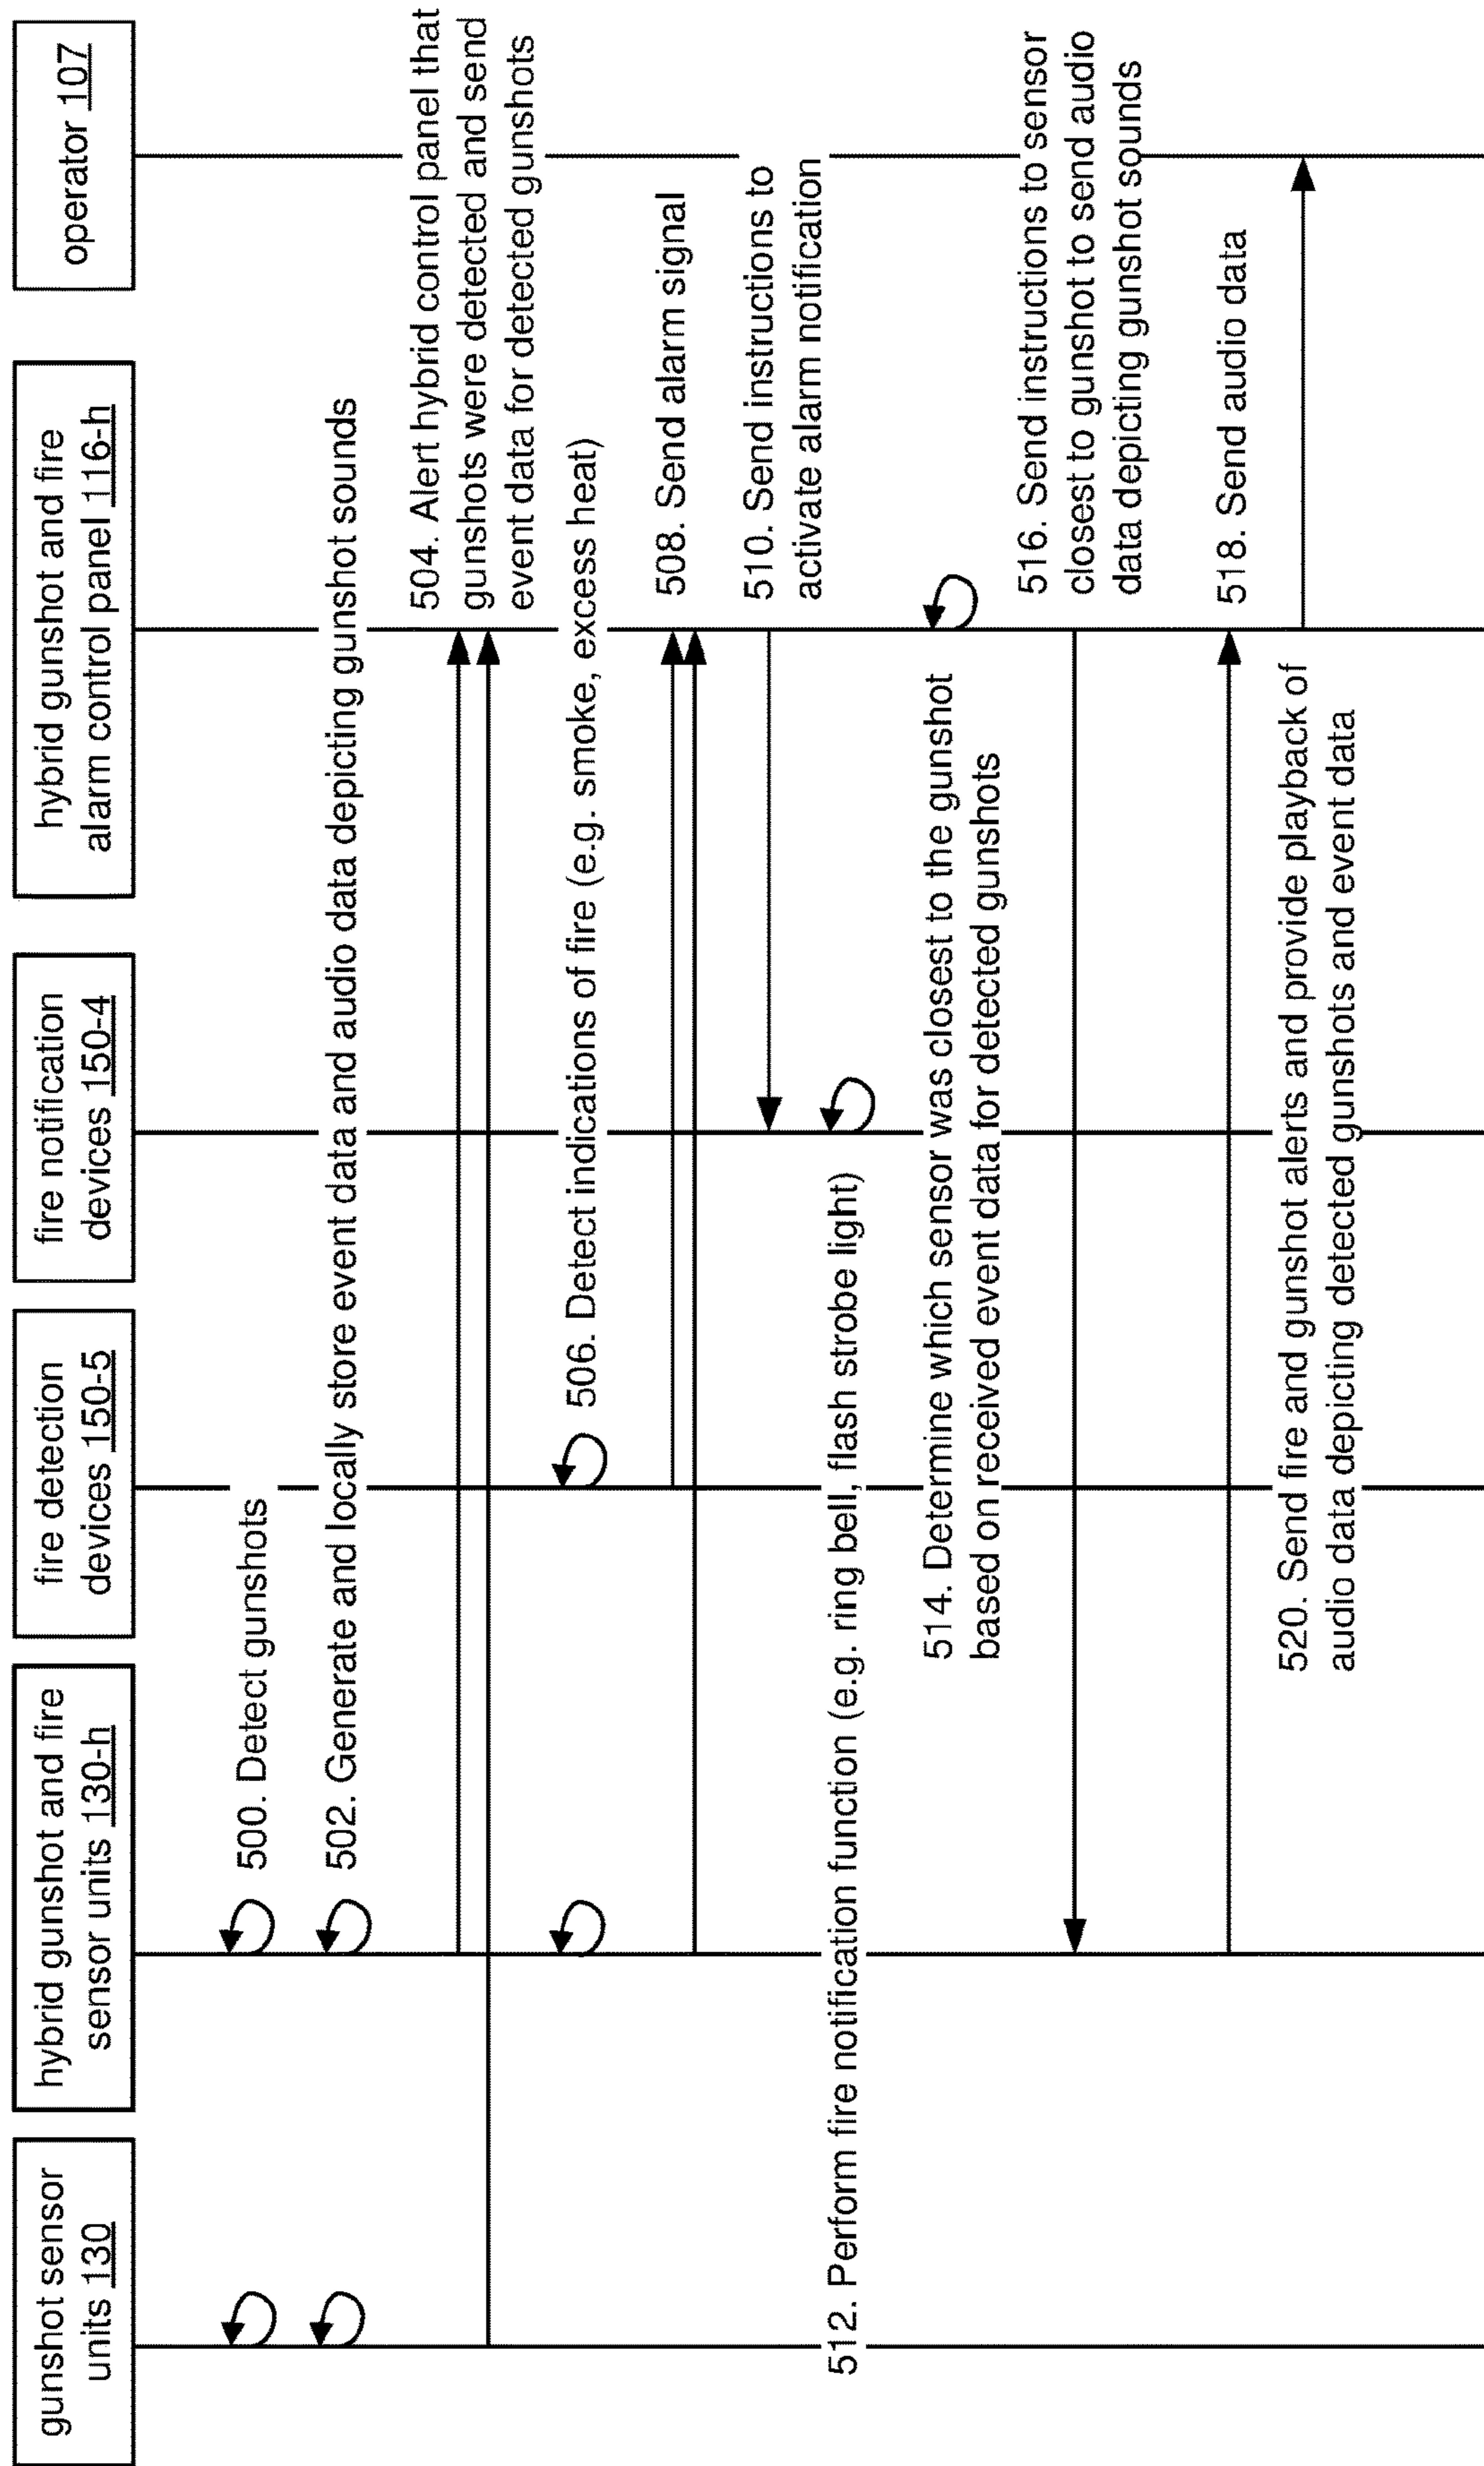 gunshot sensor
units 130
hybrid gunshot and fire
sensor units 130-h
fire detection
devices 150-5
fire notification
devices 150-4
hybrid gunshot and fire
alarm control panel 116-h
operator 107
500. Detect gunshots
502. Generate and locally store event data and audio data depicting gunshot sounds
504. Alert hybrid control panel that
gunshots were detected and send
event data for detected gunshots
506. Detect indications of fire (e.g. smoke, excess heat)
508. Send alarm signal
510. Send instructions to
activate alarm notification
512. Perform fire notification function (e.g. ring bell, flash strobe light)
514. Determine which sensor was closest to the gunshot
based on received event data for detected gunshots
516. Send instructions to sensor
closest to gunshot to send audio
data depicting gunshot sounds
518. Send audio data
520. Send fire and gunshot alerts and provide playback of
audio data depicting detected gunshots and event data